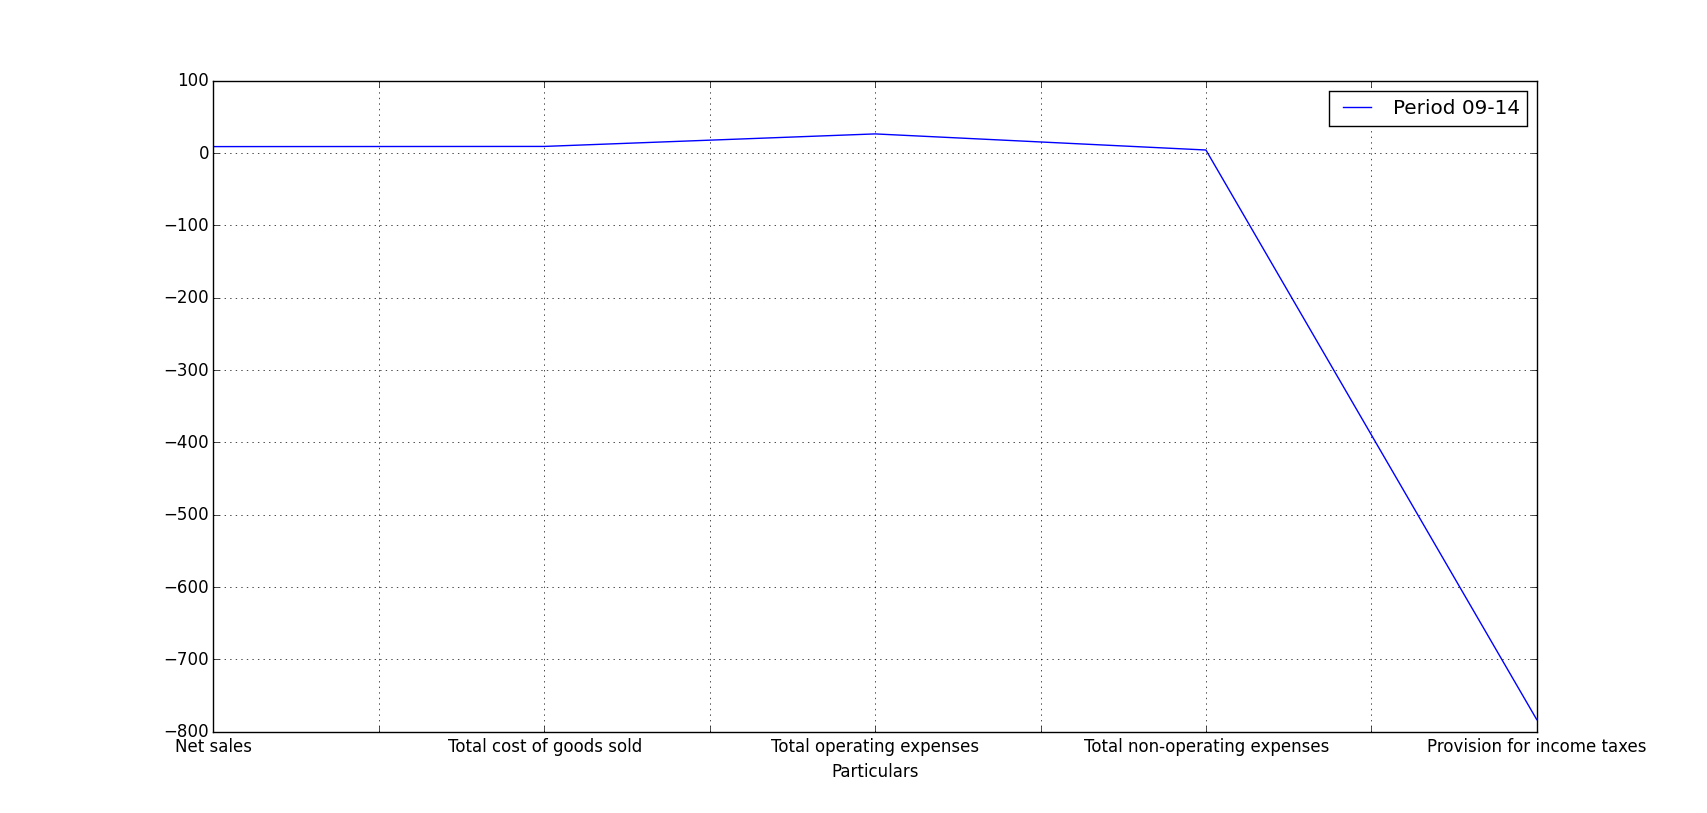 100
0
−100
−200
−300
−400
−500
−600
−700
−800
Period 09-14
Net sales
Total cost of goods sold
Total operating expenses
Total non-operating expenses
Provision for income taxes
Particulars